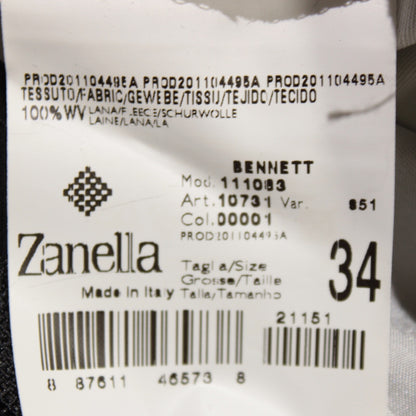 PROD201104495A PROD201104495A PROD201104495A
TESSUTO/FABRIC/GEWEBE/TISSU/TEJIDO/TECIDO
100%WV LANA/FLEECE/SCHURWOLLE
LAINE/LANA/LA
BENNETT
Mod. 111083
Art. 10731 Var. 851
Col. 00001
PROD201104495A
Zanella
Taglia/Size
Grosse/Taille
Made in Italy Talla/Tamanho
34
21151
8 87611 46573 8